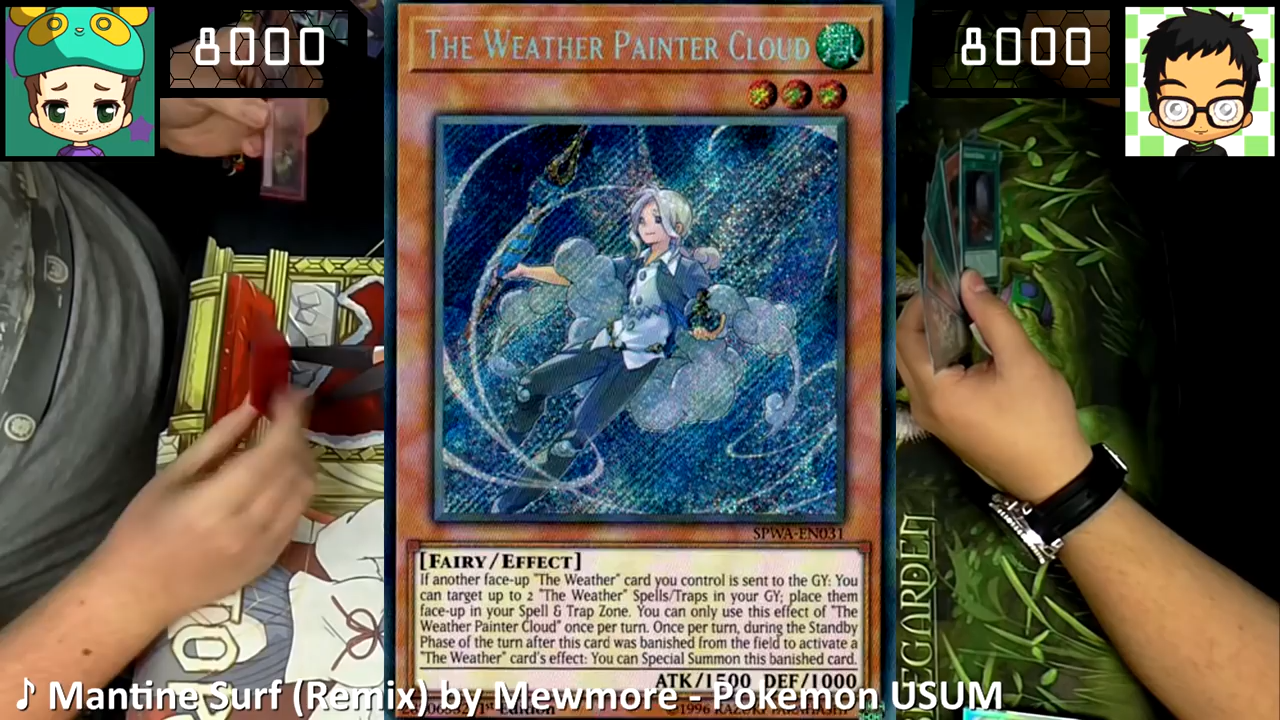 8000
8000
THE WEATHER PAINTER CLOUD
SPWA-EN031
[FAIRY/EFFECT]
If another face-up "The Weather" card you control is sent to the GY: You
can target up to 2 "The Weather" Spells/Traps in your GY; place them
face-up in your Spell & Trap Zone. You can only use this effect of "The
Weather Painter Cloud" once per turn. Once per turn, during the Standby
Phase of the turn after this card was banished from the field to activate a
"The Weather" card's effect: You can Special Summon this banished card.
ATK/1500 DEF/1000
♪ Mantine Surf (Remix) by Mewmore - Pokemon USUM